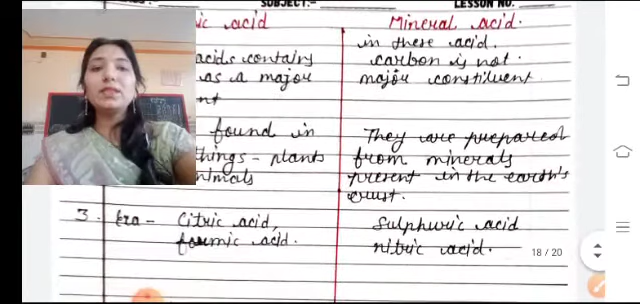 SUBJECT:- LESSON NO.
ic acid Mineral acid.
acids contains in these acid.
as a major carbon is not.
nt major constituent
found in They are prepared
things - plants from minerals
nimals present in the earth's
crust.
3. Exa - Citric acid, Sulphuric acid
formic acid. nitric acid.
18 / 20